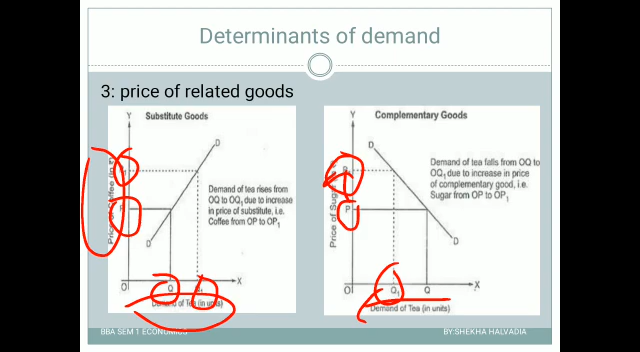 Determinants of demand
3: price of related goods
Y Substitute Goods
D
Demand of tea rises from
OQ to OQ₁ due to increase
in price of substitute, i.e.
Coffee from OP to OP₁
D
O Q X
of Tea (in units)
Y Complementary Goods
D
Demand of tea falls from OQ to
OQ₁ due to increase in price
of complementary good, i.e.
Sugar from OP to OP₁
P
Price of Sugar
D
O Q₁ Q X
Demand of Tea (in units)
BBA SEM 1 ECONOMICS
BY:SHEKHA HALVADIA